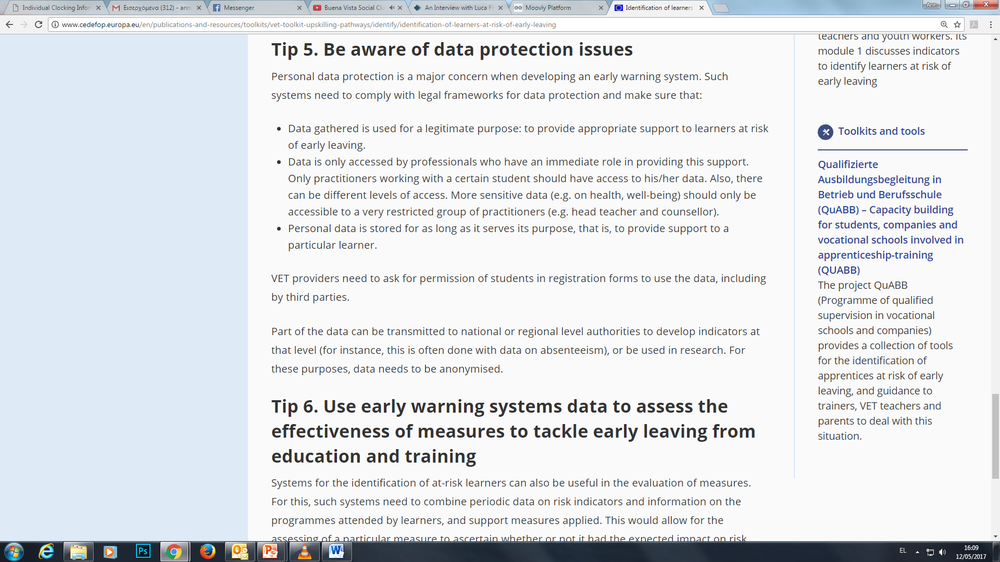 Individual Clocking Infor
Εισερχόμενα (312) - ann
Messenger
Buena Vista Social Clu
An Interview with Luca F
Moovly Platform
Identification of learners
Ann
www.cedefop.europa.eu/en/publications-and-resources/toolkits/vet-toolkit-upskilling-pathways/identify/identification-of-learners-at-risk-of-early-leaving
Tip 5. Be aware of data protection issues
Personal data protection is a major concern when developing an early warning system. Such
systems need to comply with legal frameworks for data protection and make sure that:
• Data gathered is used for a legitimate purpose: to provide appropriate support to learners at risk
of early leaving.
• Data is only accessed by professionals who have an immediate role in providing this support.
Only practitioners working with a certain student should have access to his/her data. Also, there
can be different levels of access. More sensitive data (e.g. on health, well-being) should only be
accessible to a very restricted group of practitioners (e.g. head teacher and counsellor).
• Personal data is stored for as long as it serves its purpose, that is, to provide support to a
particular learner.
VET providers need to ask for permission of students in registration forms to use the data, including
by third parties.
Part of the data can be transmitted to national or regional level authorities to develop indicators at
that level (for instance, this is often done with data on absenteeism), or be used in research. For
these purposes, data needs to be anonymised.
Tip 6. Use early warning systems data to assess the
effectiveness of measures to tackle early leaving from
education and training
Systems for the identification of at-risk learners can also be useful in the evaluation of measures.
For this, such systems need to combine periodic data on risk indicators and information on the
programmes attended by learners, and support measures applied. This would allow for the
assessing of a particular measure to ascertain whether or not it had the expected impact on risk
teachers and youth workers. Its
module 1 discusses indicators
to identify learners at risk of
early leaving
Toolkits and tools
Qualifizierte
Ausbildungsbegleitung in
Betrieb und Berufsschule
(QuABB) – Capacity building
for students, companies and
vocational schools involved in
apprenticeship-training
(QUABB)
The project QuABB
(Programme of qualified
supervision in vocational
schools and companies)
provides a collection of tools
for the identification of
apprentices at risk of early
leaving, and guidance to
trainers, VET teachers and
parents to deal with this
situation.
Ps
EL
16:09
12/05/2017